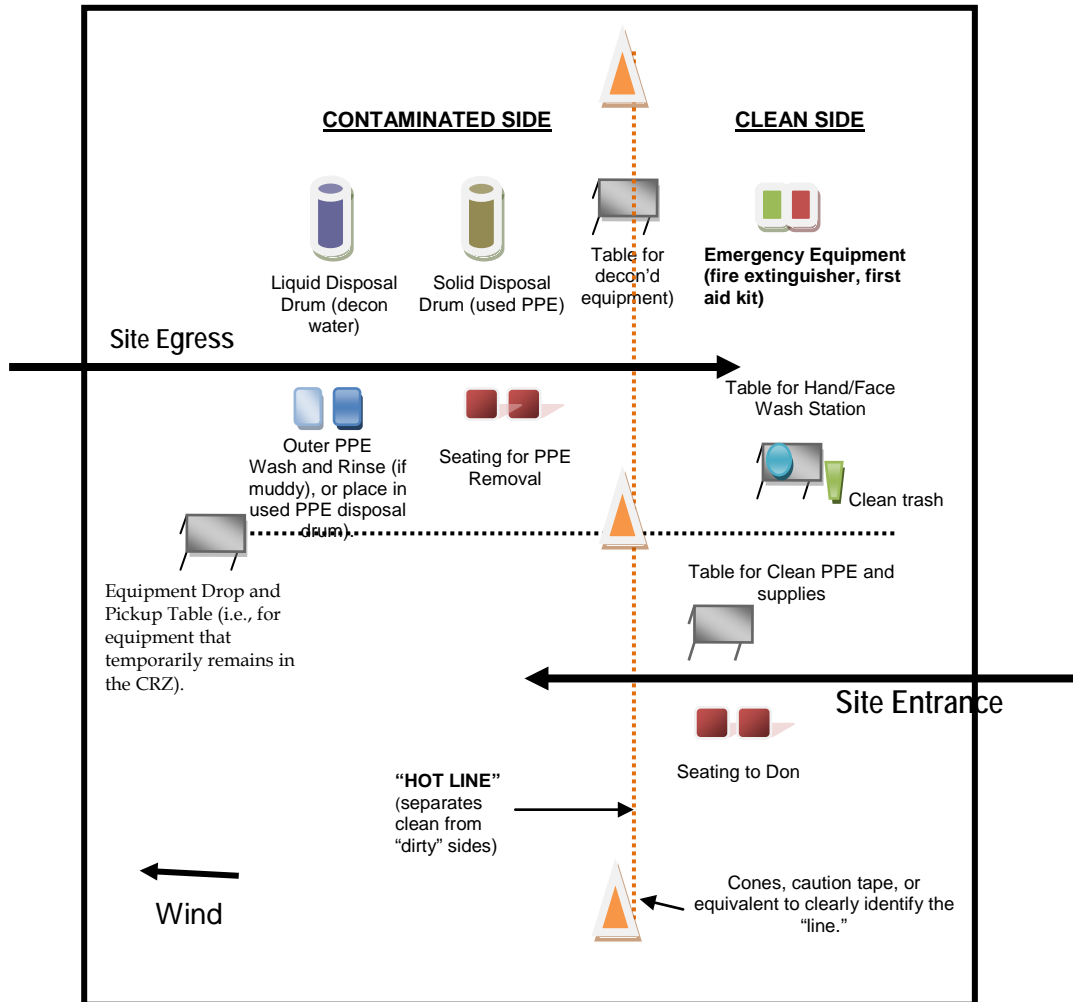 CONTAMINATED SIDE
CLEAN SIDE
Liquid Disposal
Drum (decon
water)
Solid Disposal
Drum (used PPE)
Table for
decon'd
equipment)
Emergency Equipment
(fire extinguisher, first
aid kit)
Site Egress
Outer PPE
Wash and Rinse (if
muddy), or place in
used PPE disposal
drum).
Seating for PPE
Removal
Table for Hand/Face
Wash Station
Clean trash
Equipment Drop and
Pickup Table (i.e., for
equipment that
temporarily remains in
the CRZ).
Table for Clean PPE and
supplies
Site Entrance
Seating to Don
“HOT LINE”
(separates
clean from
“dirty” sides)
Wind
Cones, caution tape, or
equivalent to clearly identify the
“line.”